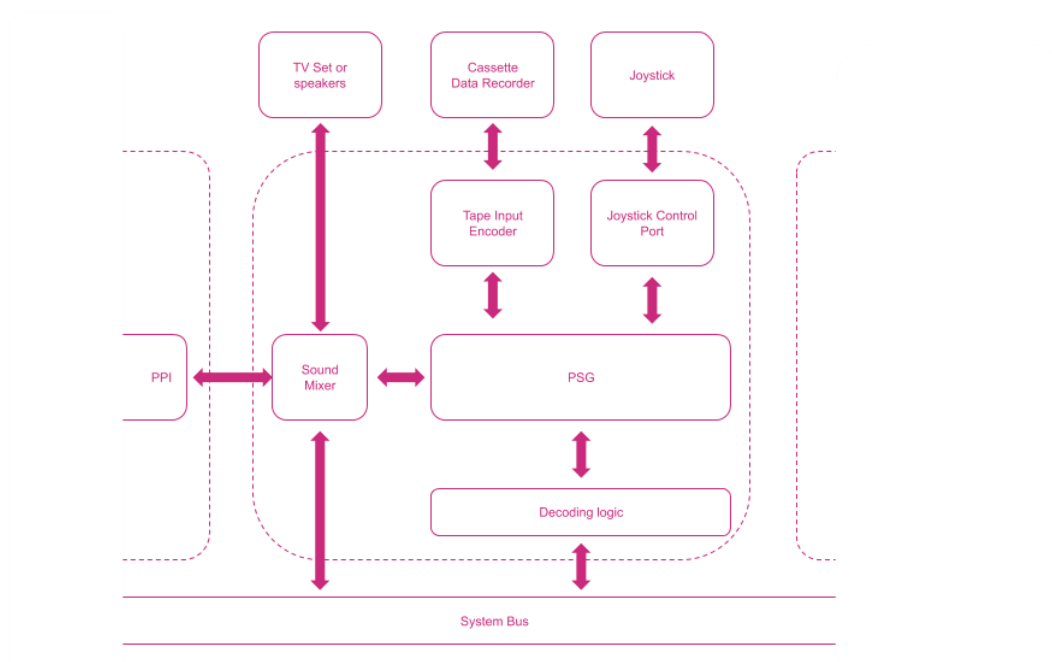 TV Set or
speakers
Cassette
Data Recorder
Joystick
Tape Input
Encoder
Joystick Control
Port
PPI
Sound
Mixer
PSG
Decoding logic
System Bus